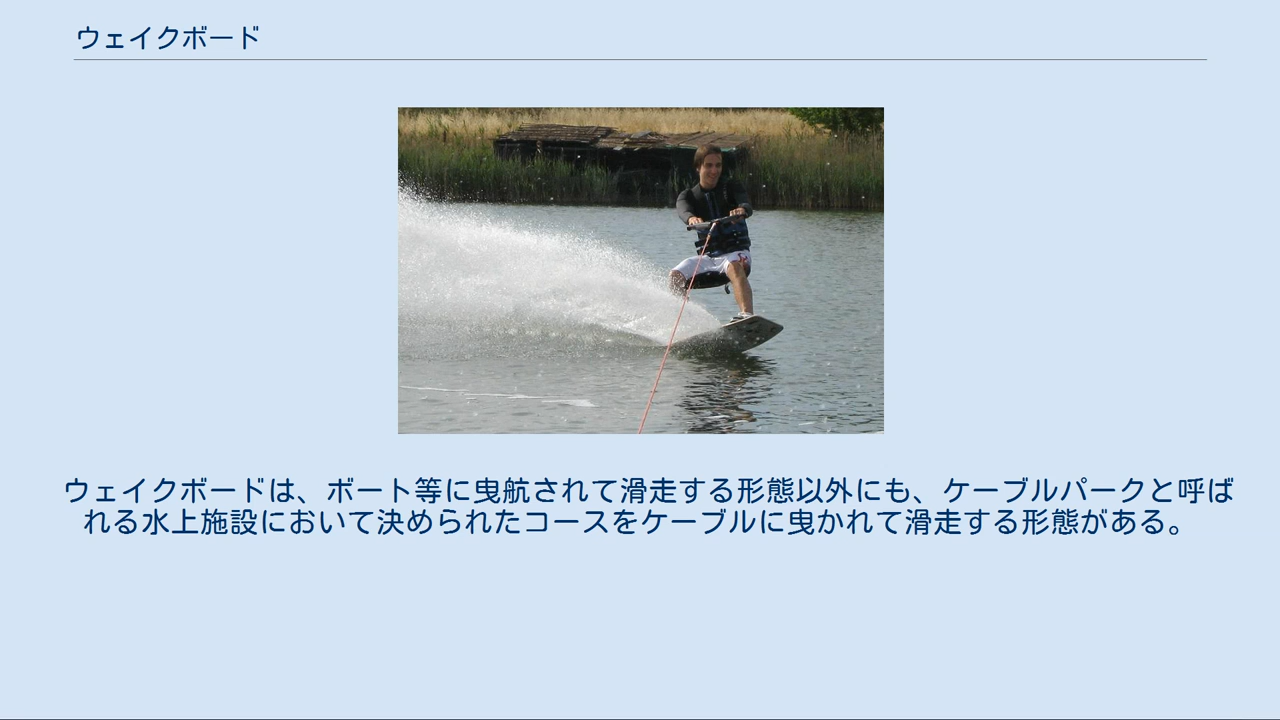 ウェイクボード
ウェイクボードは、ボート等に曳航されて滑走する形態以外にも、ケーブルパークと呼ば
れる水上施設において決められたコースをケーブルに曳かれて滑走する形態がある。